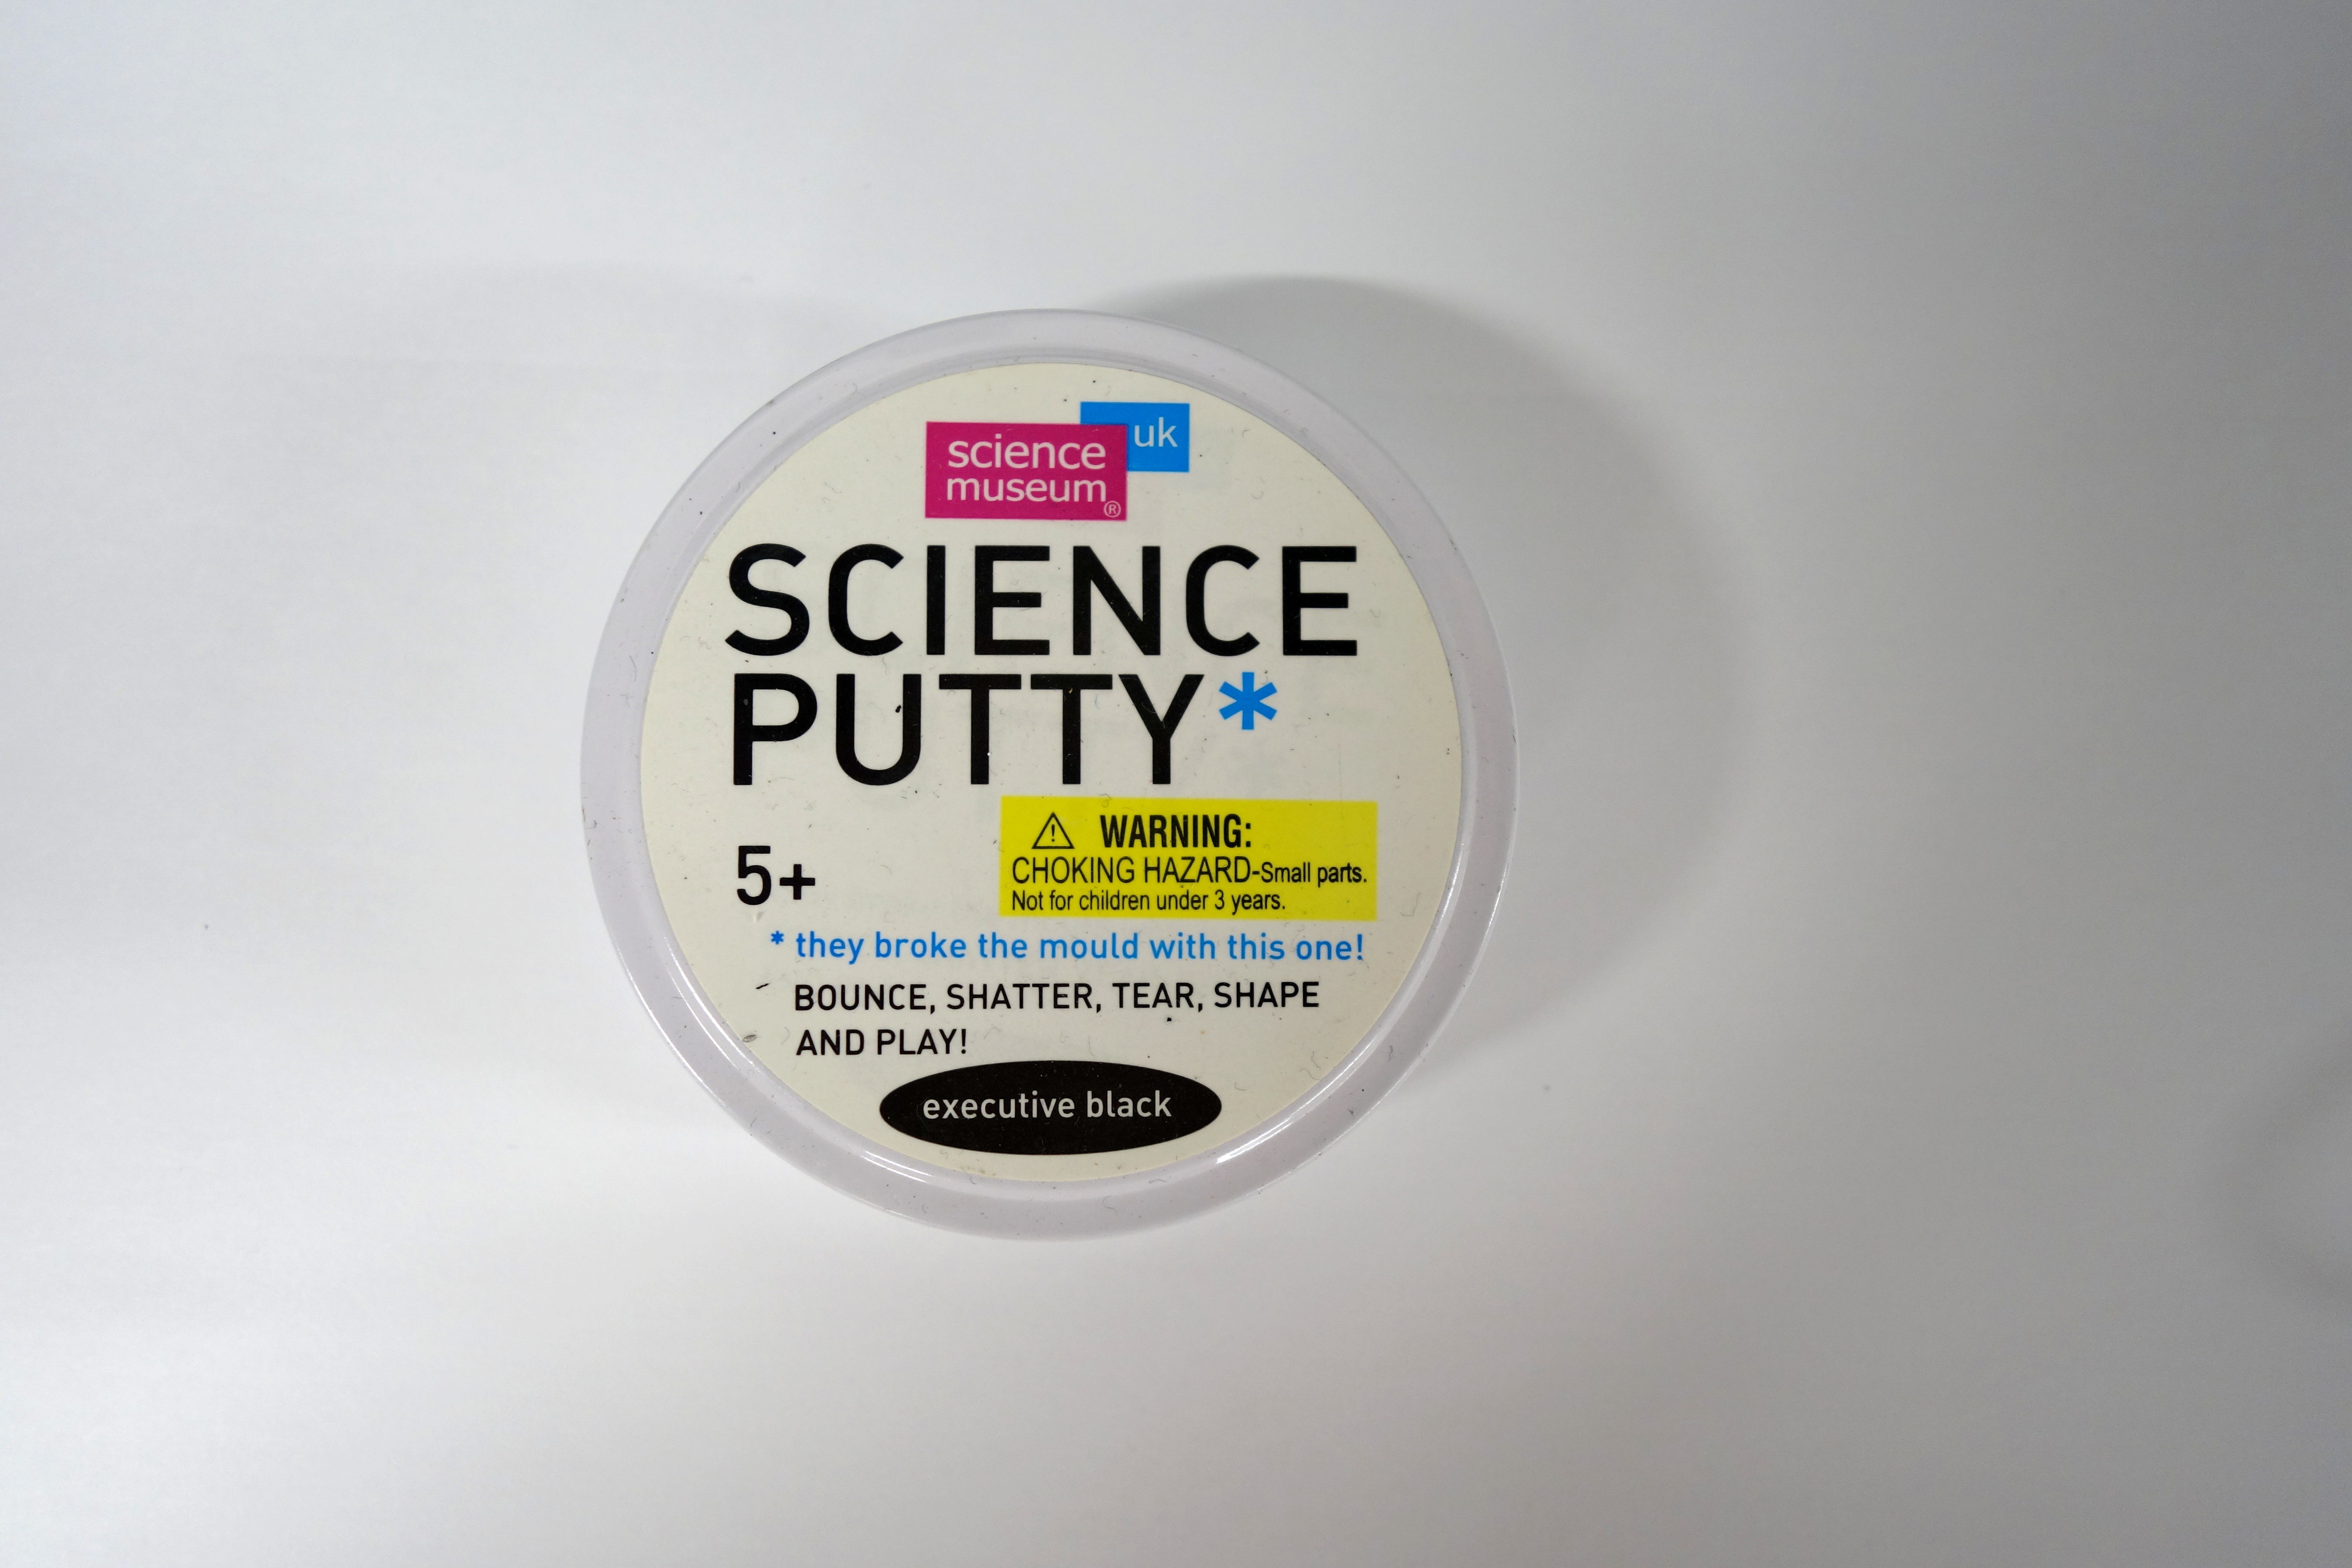 uk
science
museum®
SCIENCE
PUTTY*
5+
⚠ WARNING:
CHOKING HAZARD-Small parts.
Not for children under 3 years.
* they broke the mould with this one!
BOUNCE, SHATTER, TEAR, SHAPE
AND PLAY!
executive black